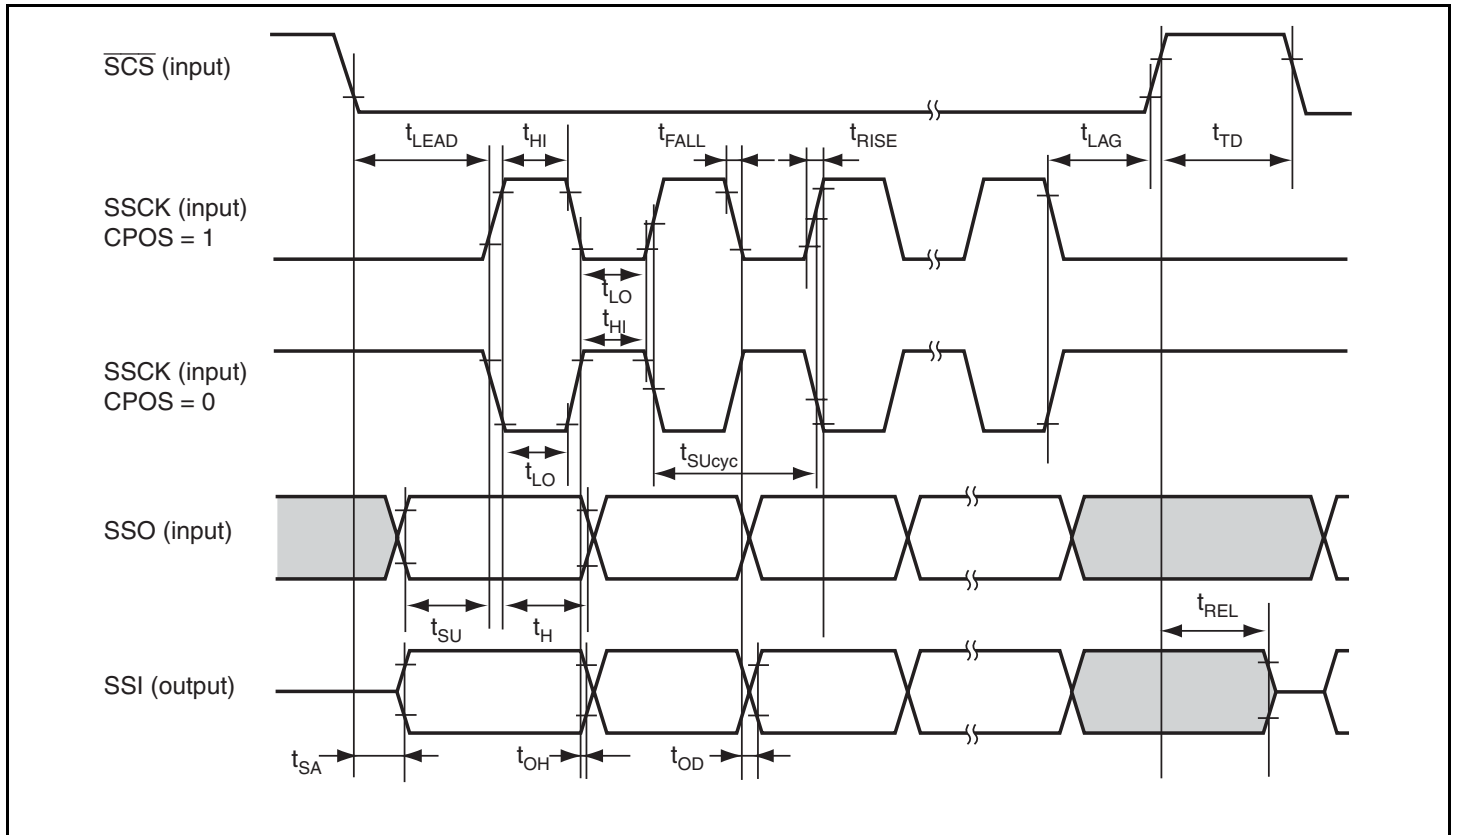 SCS (input)
tLEAD tHI tFALL tRISE tLAG tTD
SSCK (input)
CPOS = 1
tLO
tHI
SSCK (input)
CPOS = 0
tSUcyc
tLO
SSO (input)
tREL
tSU tH
SSI (output)
tSA tOH tOD